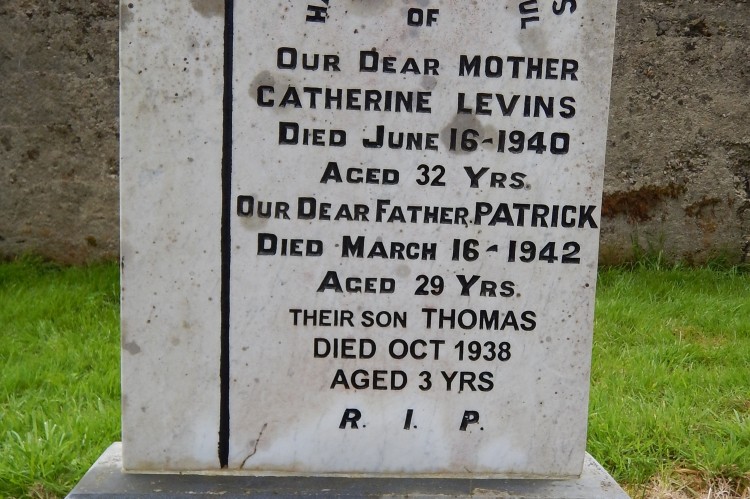 OF
OUR DEAR MOTHER
CATHERINE LEVINS
DIED JUNE 16-1940
AGED 32 YRS.
OUR DEAR FATHER, PATRICK
DIED MARCH 16-1942
AGED 29 YRS.
THEIR SON THOMAS
DIED OCT 1938
AGED 3 YRS
R. I. P.